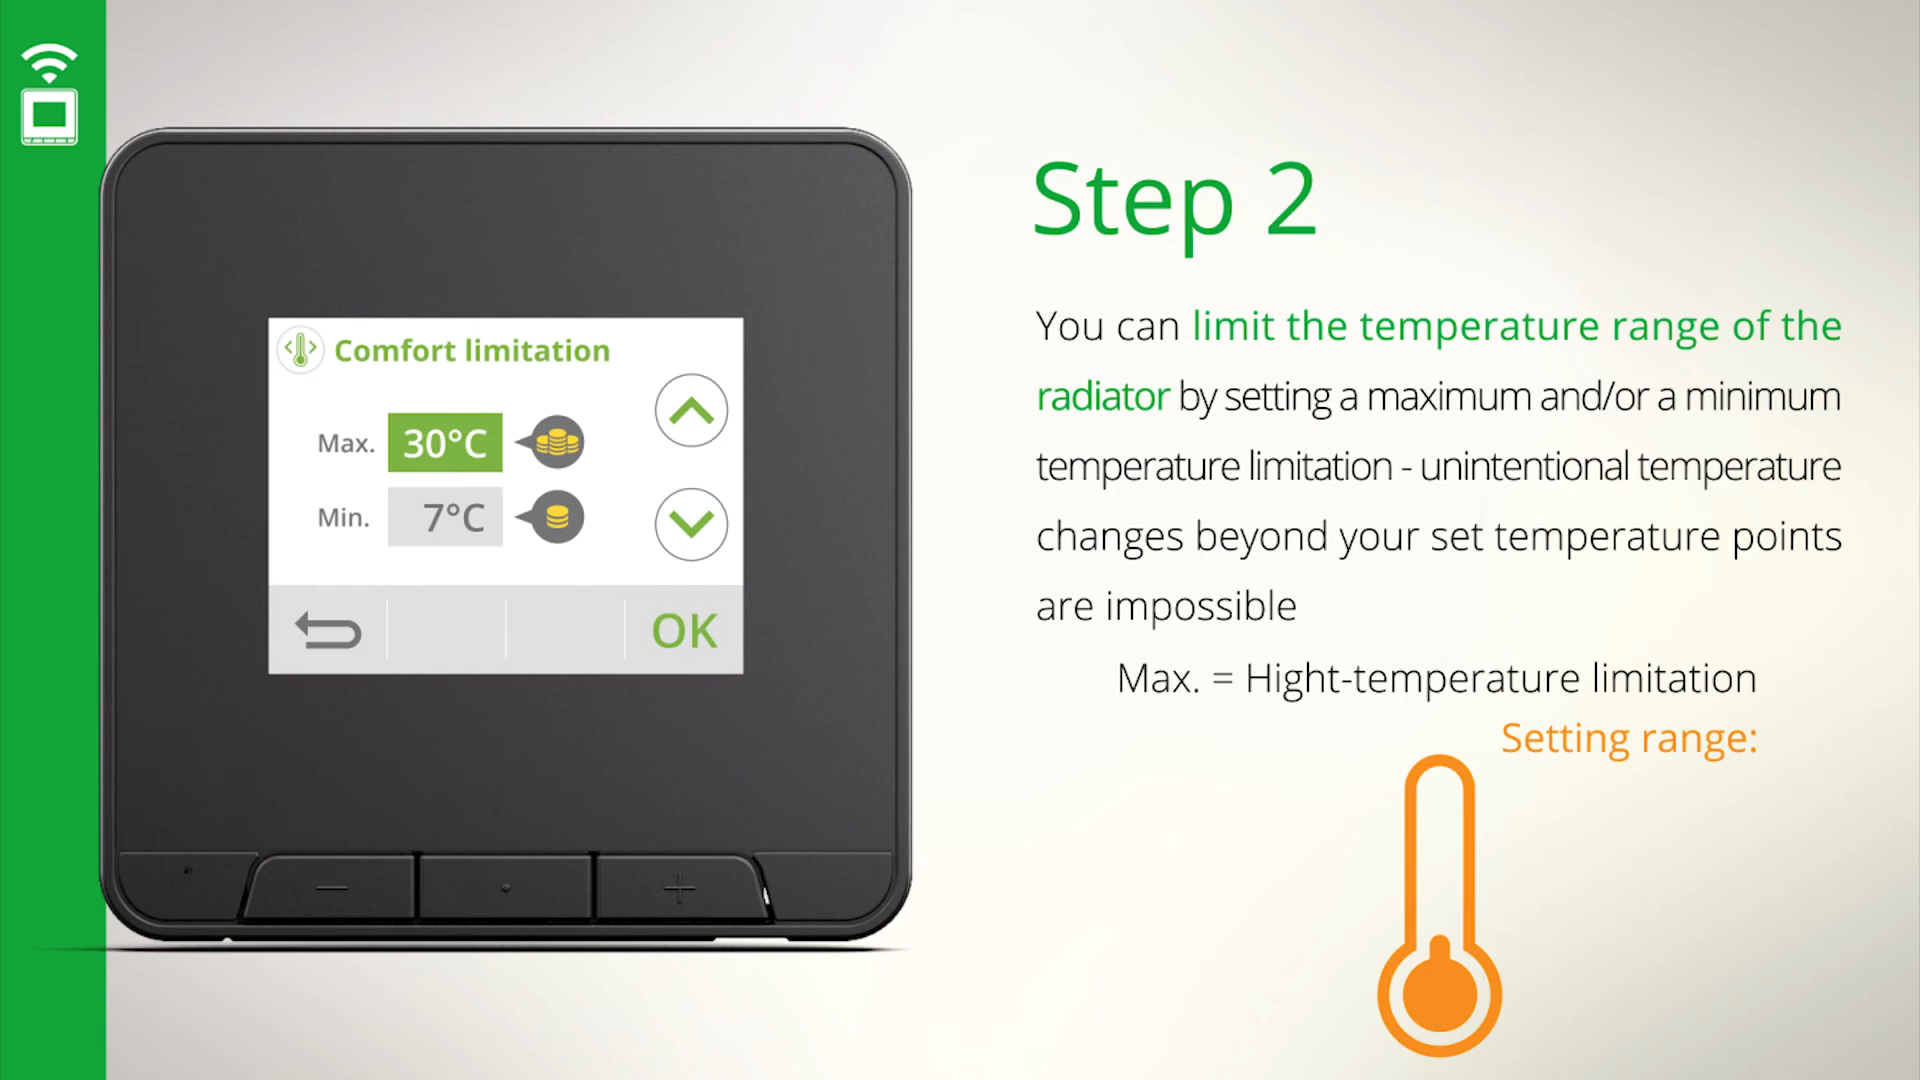 Comfort limitation
Max. 30°C
Min. 7°C
OK
Step 2
You can limit the temperature range of the
radiator by setting a maximum and/or a minimum
temperature limitation - unintentional temperature
changes beyond your set temperature points
are impossible
Max. = Hight-temperature limitation
Setting range: